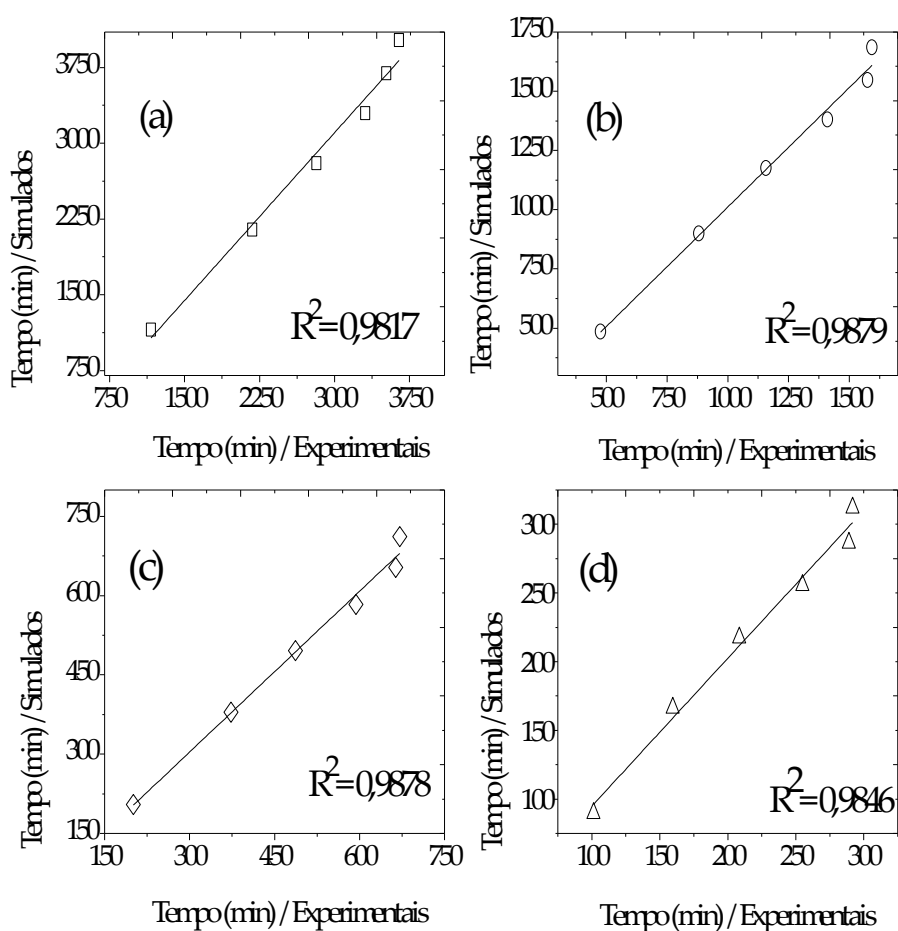 3750
3000
2250
1500
750
Tempo (min) / Simulados
(a)
R²=0,9817
750 1500 2250 3000 3750
Tempo (min) / Experimentais
1750
1500
1250
1000
750
500
Tempo (min) / Simulados
(b)
R²=0,9879
500 750 1000 1250 1500
Tempo (min) / Experimentais
750
600
450
300
150
Tempo (min) / Simulados
(c)
R²=0,9878
150 300 450 600 750
Tempo (min) / Experimentais
300
250
200
150
100
Tempo (min) / Simulados
(d)
R²=0,9846
100 150 200 250 300
Tempo (min) / Experimentais